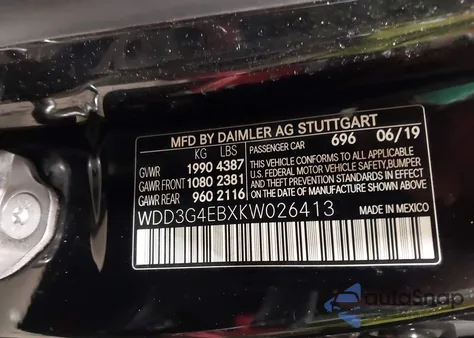 MFD BY DAIMLER AG STUTTGART
KG LBS
GVWR 1990 4387
GAWR FRONT 1080 2381
GAWR REAR 960 2116
PASSENGER CAR 696 06/19
THIS VEHICLE CONFORMS TO ALL APPLICABLE
U.S. FEDERAL MOTOR VEHICLE SAFETY, BUMPER
AND THEFT PREVENTION STANDARDS IN EFFECT
ON THE DATE OF MANUFACTURE SHOWN ABOVE
WDD3G4EBXKW026413
MADE IN MEXICO
autoSnap